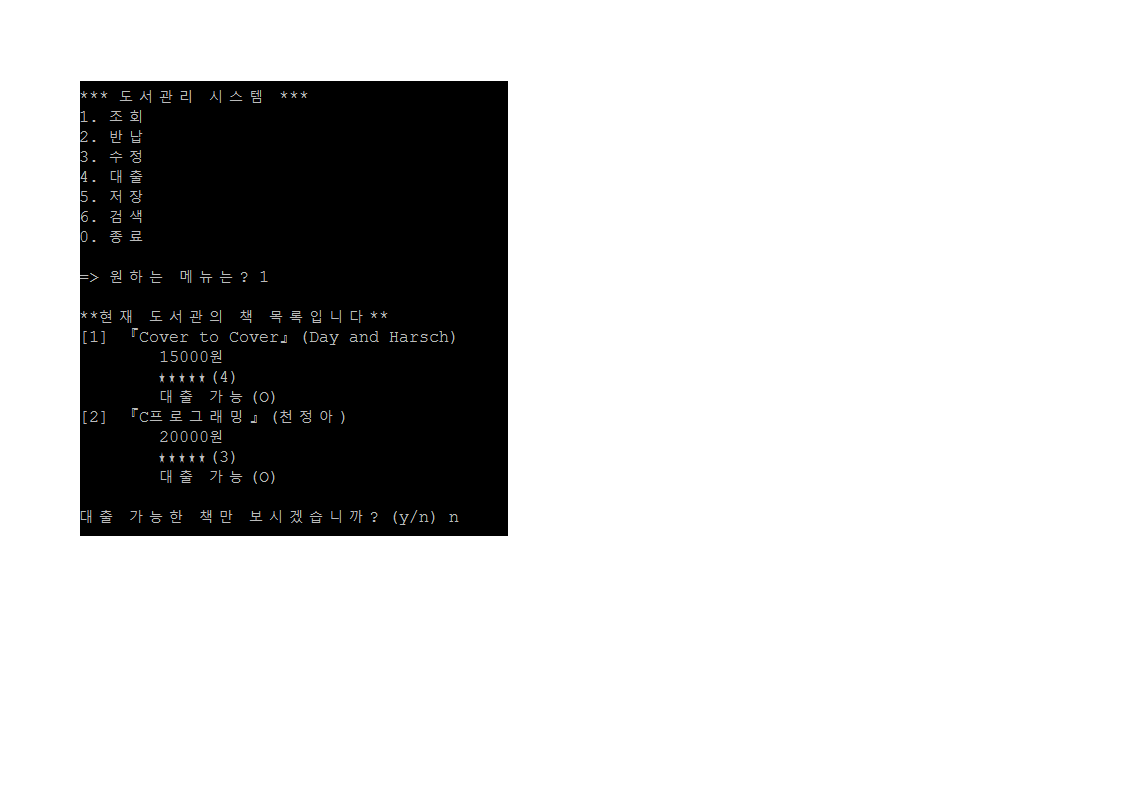 *** 도서관리 시스템 ***
1. 조회
2. 반납
3. 수정
4. 대출
5. 저장
6. 검색
0. 종료
=> 원하는 메뉴는? 1
**현재 도서관의 책 목록입니다**
[1] 『Cover to Cover』(Day and Harsch)
15000원
★★★★★(4)
대출 가능(O)
[2] 『C프로그래밍』(천정아)
20000원
★★★★★(3)
대출 가능(O)
대출 가능한 책만 보시겠습니까? (y/n) n